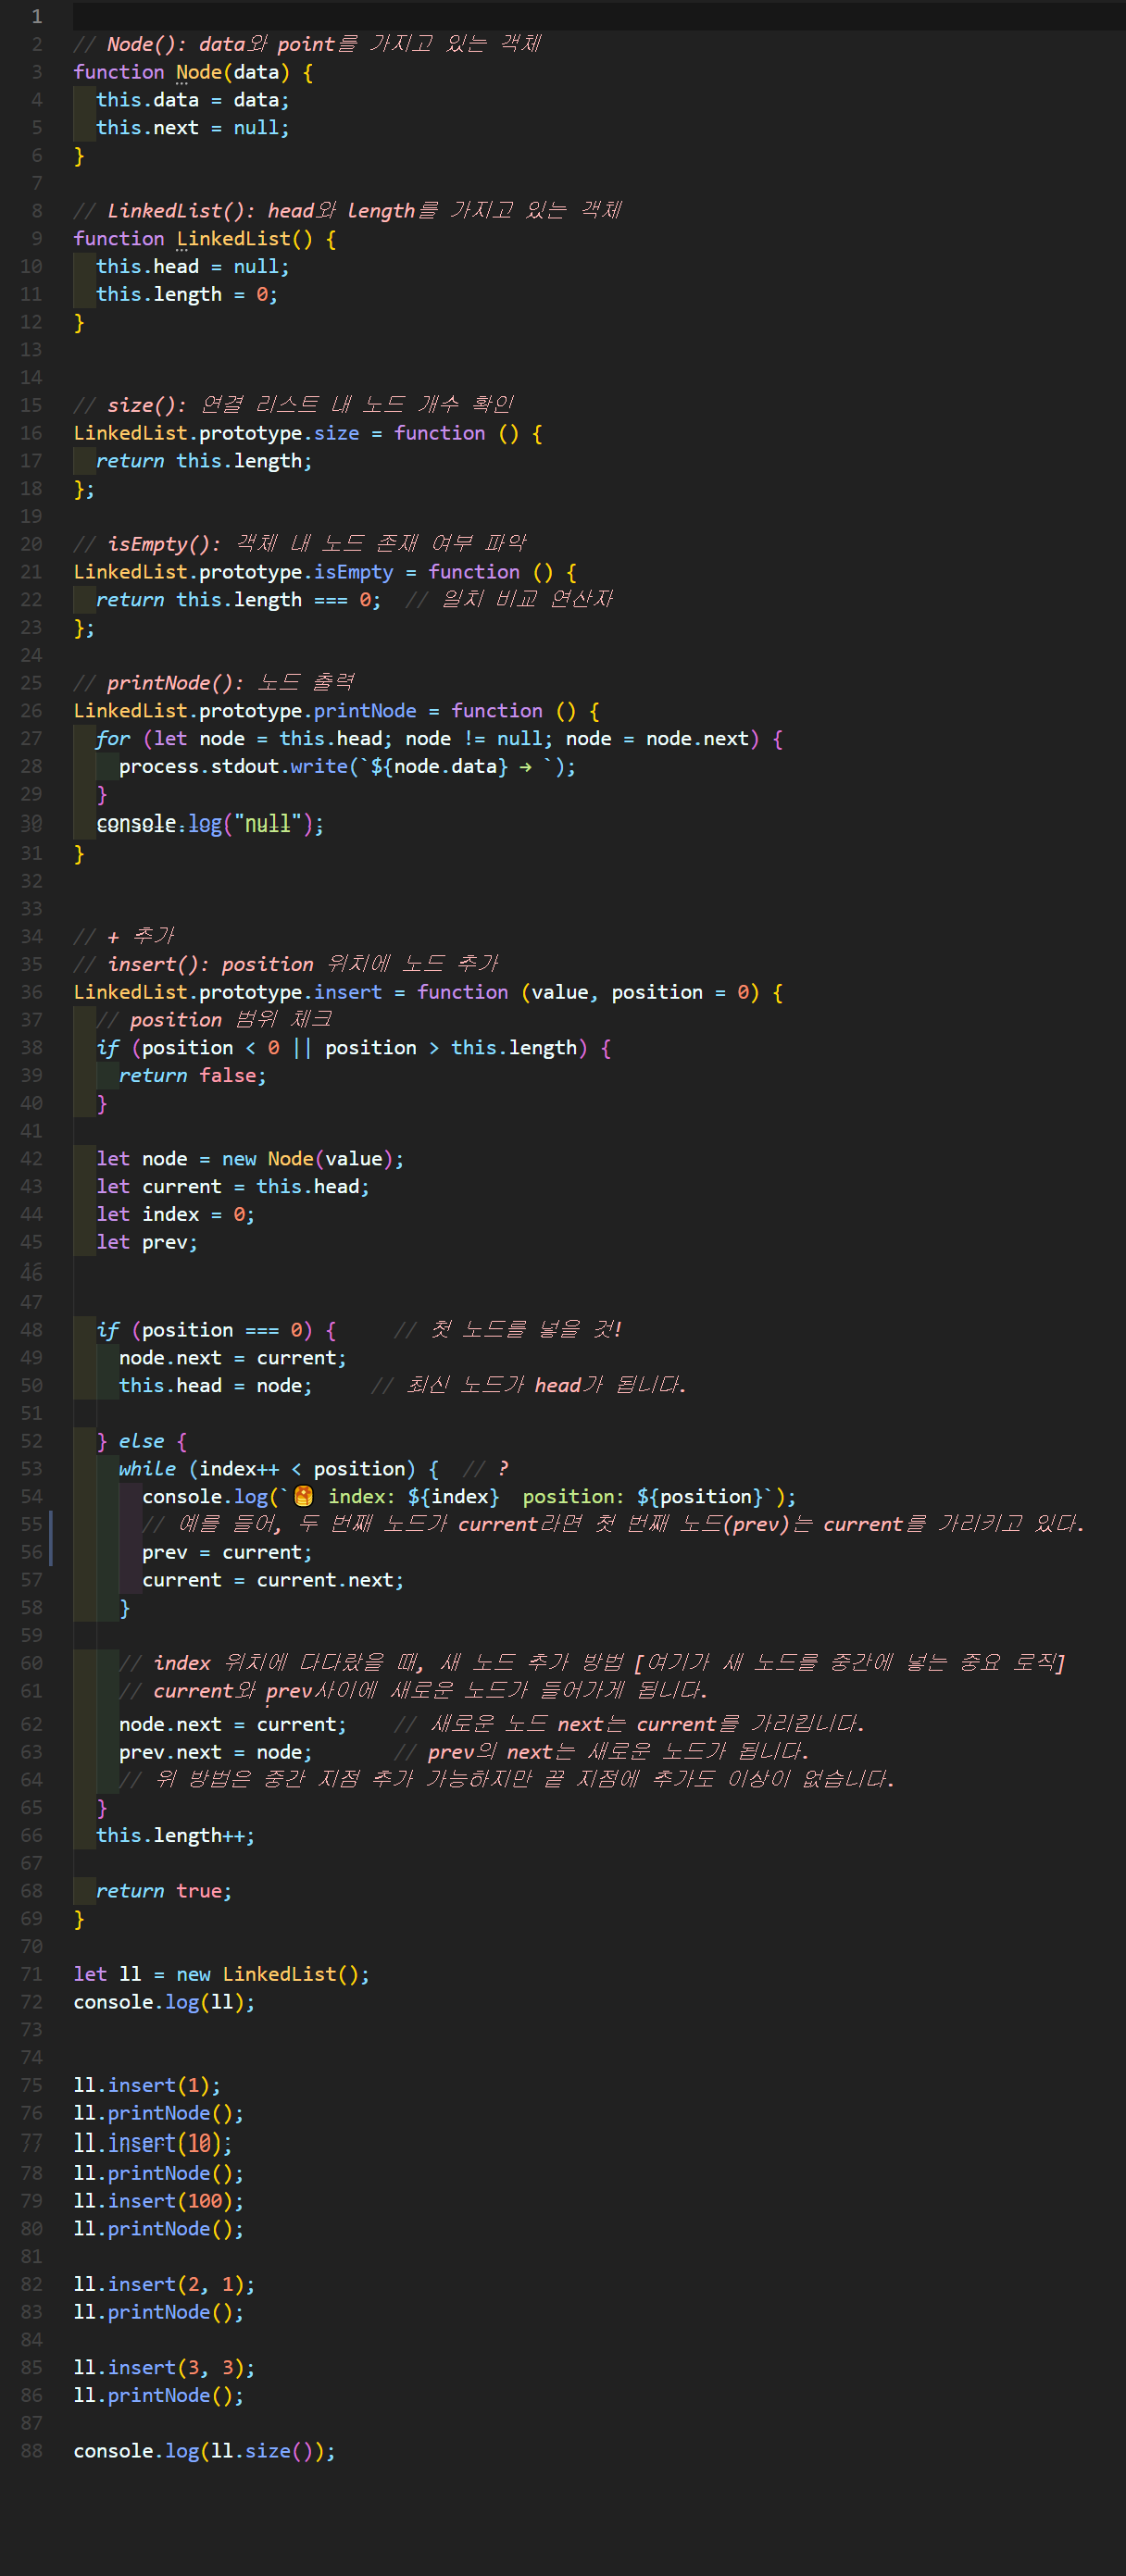 1
2 // Node(): data와 point를 가지고 있는 객체
3 function Node(data) {
4   this.data = data;
5   this.next = null;
6 }
7
8 // LinkedList(): head와 length를 가지고 있는 객체
9 function LinkedList() {
10   this.head = null;
11   this.length = 0;
12 }
13
14
15 // size(): 연결 리스트 내 노드 개수 확인
16 LinkedList.prototype.size = function () {
17   return this.length;
18 };
19
20 // isEmpty(): 객체 내 노드 존재 여부 파악
21 LinkedList.prototype.isEmpty = function () {
22   return this.length === 0;  // 일치 비교 연산자
23 };
24
25 // printNode(): 노드 출력
26 LinkedList.prototype.printNode = function () {
27   for (let node = this.head; node != null; node = node.next) {
28     process.stdout.write(`${node.data} → `);
29   }
30   console.log("null");
31 }
32
33
34 // + 추가
35 // insert(): position 위치에 노드 추가
36 LinkedList.prototype.insert = function (value, position = 0) {
37   // position 범위 체크
38   if (position < 0 || position > this.length) {
39     return false;
40   }
41
42   let node = new Node(value);
43   let current = this.head;
44   let index = 0;
45   let prev;
46
47
48   if (position === 0) {     // 첫 노드를 넣을 것!
49     node.next = current;
50     this.head = node;     // 최신 노드가 head가 됩니다.
51
52   } else {
53     while (index++ < position) {  // ?
54       console.log(`🥞 index: ${index}  position: ${position}`);
55       // 예를 들어, 두 번째 노드가 current라면 첫 번째 노드(prev)는 current를 가리키고 있다.
56       prev = current;
57       current = current.next;
58     }
59
60     // index 위치에 다다랐을 때, 새 노드 추가 방법 [여기가 새 노드를 중간에 넣는 중요 로직]
61     // current와 prev사이에 새로운 노드가 들어가게 됩니다.
62     node.next = current;    // 새로운 노드 next는 current를 가리킵니다.
63     prev.next = node;       // prev의 next는 새로운 노드가 됩니다.
64     // 위 방법은 중간 지점 추가 가능하지만 끝 지점에 추가도 이상이 없습니다.
65   }
66   this.length++;
67
68   return true;
69 }
70
71 let ll = new LinkedList();
72 console.log(ll);
73
74
75 ll.insert(1);
76 ll.printNode();
77 ll.insert(10);
78 ll.printNode();
79 ll.insert(100);
80 ll.printNode();
81
82 ll.insert(2, 1);
83 ll.printNode();
84
85 ll.insert(3, 3);
86 ll.printNode();
87
88 console.log(ll.size());